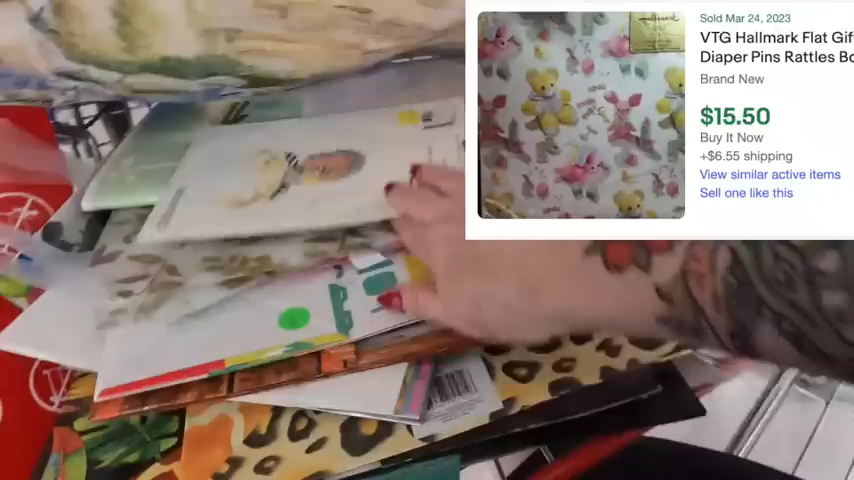 Sold Mar 24, 2023
VTG Hallmark Flat Gif
Diaper Pins Rattles Bo
Brand New
$15.50
Buy It Now
+$6.55 shipping
View similar active items
Sell one like this
Hallmark